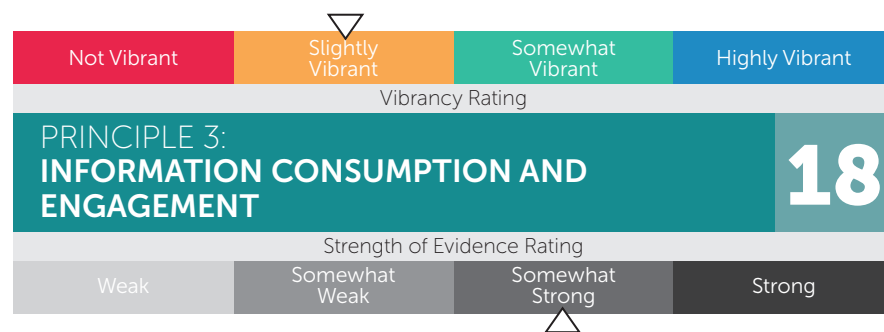 Not Vibrant
Slightly
Vibrant
Somewhat
Vibrant
Highly Vibrant
Vibrancy Rating
PRINCIPLE 3:
INFORMATION CONSUMPTION AND
ENGAGEMENT
18
Strength of Evidence Rating
Weak
Somewhat
Weak
Somewhat
Strong
Strong